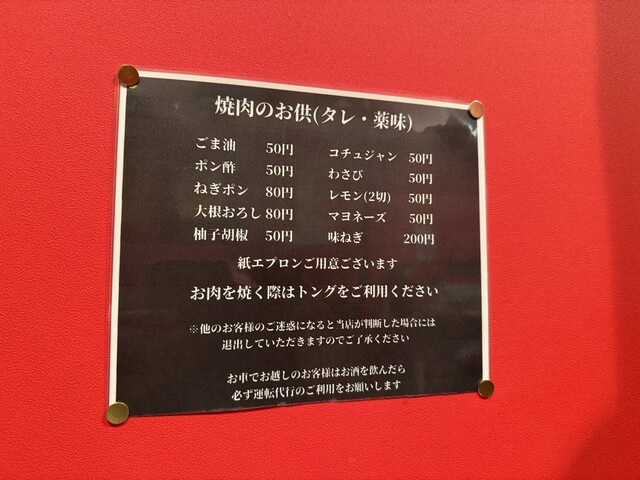 焼肉のお供(タレ・薬味)
ごま油 50円
ポン酢 50円
ねぎポン 80円
大根おろし 80円
柚子胡椒 50円
コチュジャン 50円
わさび 50円
レモン(2切) 50円
マヨネーズ 50円
味ねぎ 200円
紙エプロンご用意ございます
お肉を焼く際はトングをご利用ください
※他のお客様のご迷惑になると当店が判断した場合には
退出していただきますのでご了承ください
お車でお越しのお客様はお酒を飲んだら
必ず運転代行のご利用をお願いします